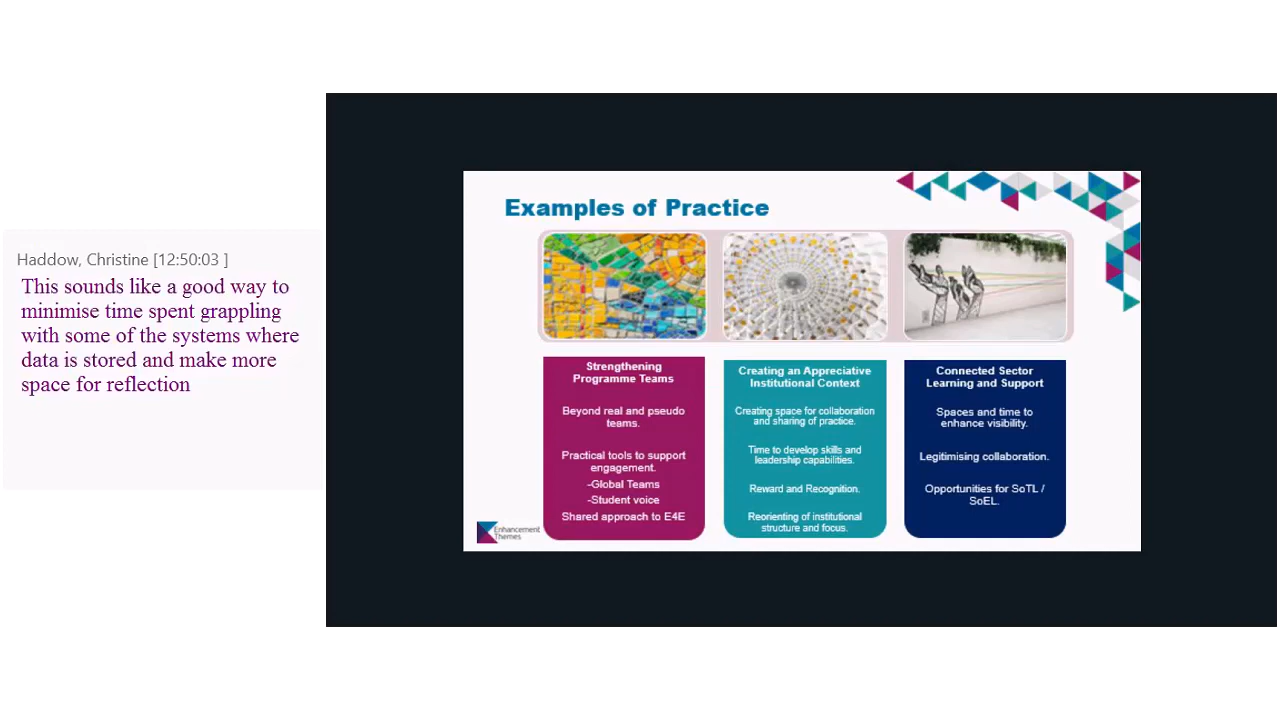 Haddow, Christine [12:50:03 ]
This sounds like a good way to
minimise time spent grappling
with some of the systems where
data is stored and make more
space for reflection
Examples of Practice
Strengthening
Programme Teams
Beyond real and pseudo
teams.
Practical tools to support
engagement.
-Global Teams
-Student voice
Shared approach to E4E
Creating an Appreciative
Institutional Context
Creating space for collaboration
and sharing of practice.
Time to develop skills and
leadership capabilities.
Reward and Recognition.
Reorienting of institutional
structure and focus.
Connected Sector
Learning and Support
Spaces and time to
enhance visibility.
Legitimising collaboration.
Opportunities for SoTL /
SoEL.
Enhancement
Themes